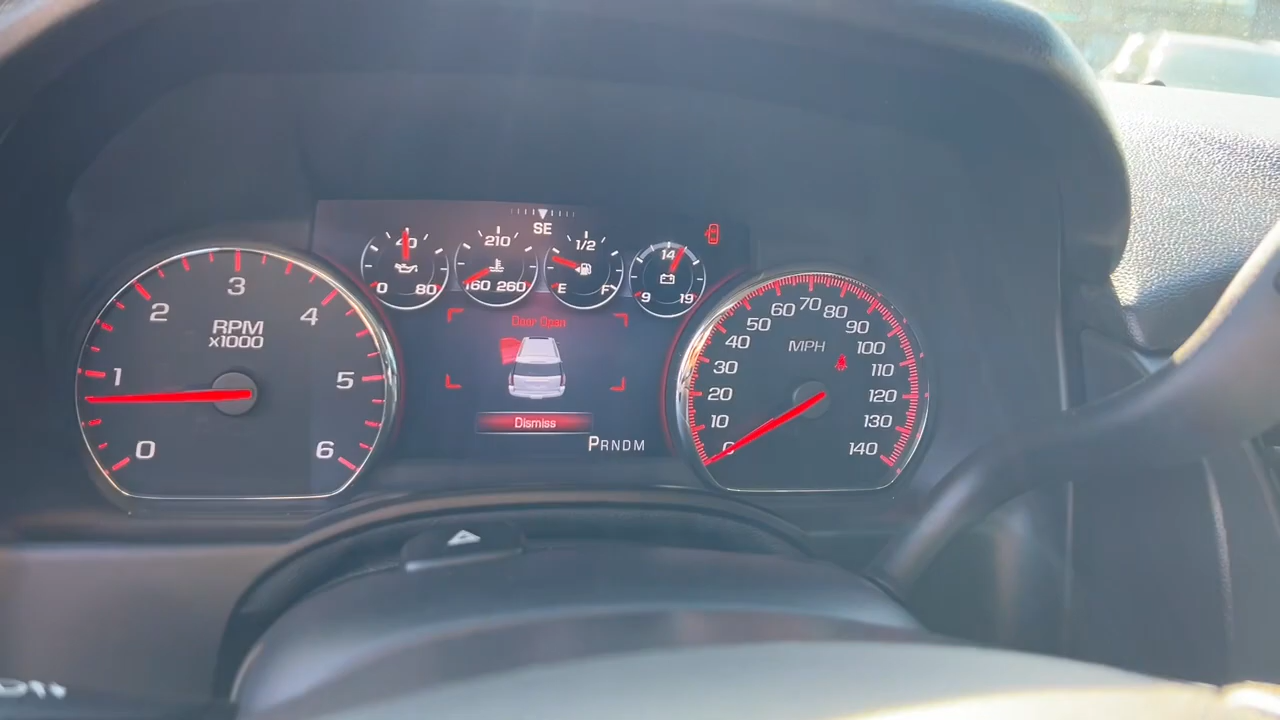 SE
40
0 80
210
160 260
1/2
E F
14
9 19
Door Open
Dismiss
PRNDM
RPM
x1000
0 1 2 3 4 5 6
MPH
0 10 20 30 40 50 60 70 80 90 100 110 120 130 140